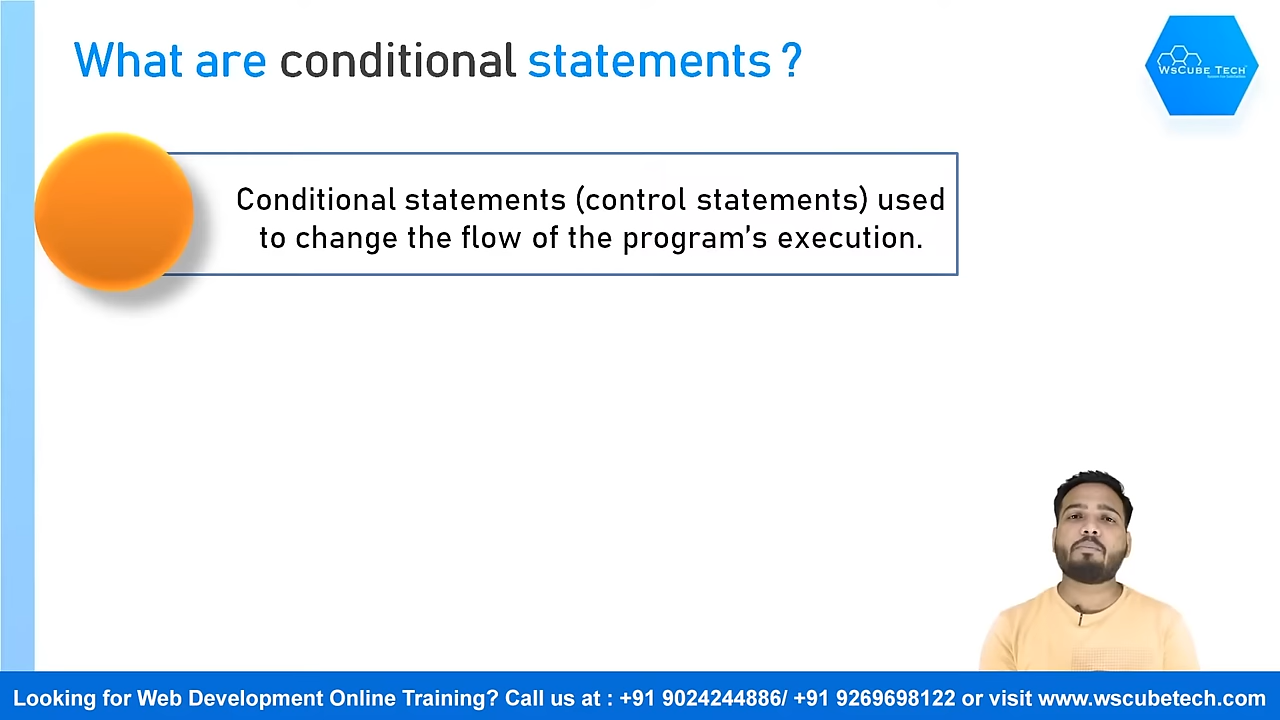 What are conditional statements ?
WsCube Tech
Conditional statements (control statements) used
to change the flow of the program's execution.
Looking for Web Development Online Training? Call us at : +91 9024244886/ +91 9269698122 or visit www.wscubetech.com